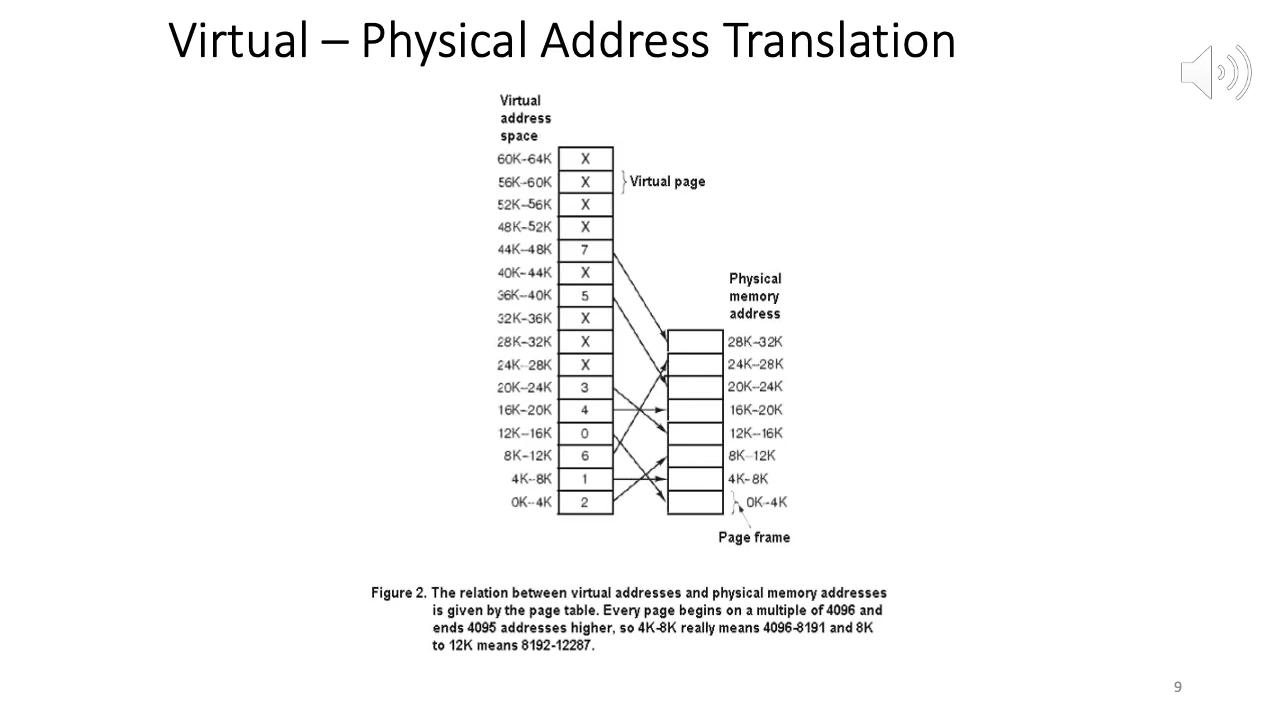 Virtual – Physical Address Translation
Virtual
address
space
60K–64K X
56K–60K X
Virtual page
52K–56K X
48K–52K X
44K–48K 7
40K–44K X
36K–40K 5
32K–36K X
28K–32K X
24K–28K X
20K–24K 3
16K–20K 4
12K–16K 0
8K–12K 6
4K–8K 1
0K–4K 2
Physical
memory
address
28K–32K
24K–28K
20K–24K
16K–20K
12K–16K
8K–12K
4K–8K
0K–4K
Page frame
Figure 2. The relation between virtual addresses and physical memory addresses
is given by the page table. Every page begins on a multiple of 4096 and
ends 4095 addresses higher, so 4K-8K really means 4096-8191 and 8K
to 12K means 8192-12287.
9